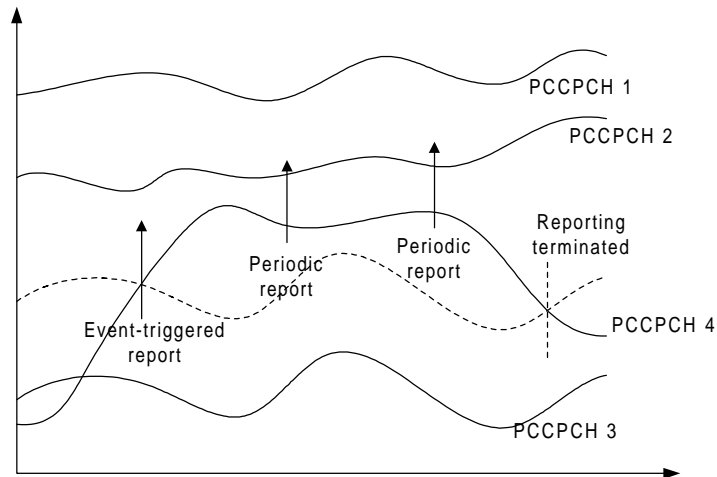 PCCPCH 1
PCCPCH 2
Reporting
terminated
Periodic
report
Periodic
report
Event-triggered
report
PCCPCH 4
PCCPCH 3